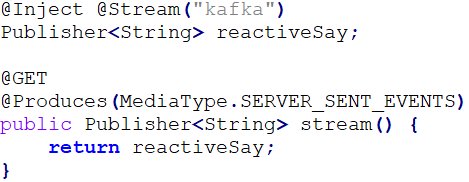 @Inject @Stream("kafka")
Publisher<String> reactiveSay;
@GET
@Produces(MediaType.SERVER_SENT_EVENTS)
public Publisher<String> stream() {
    return reactiveSay;
}